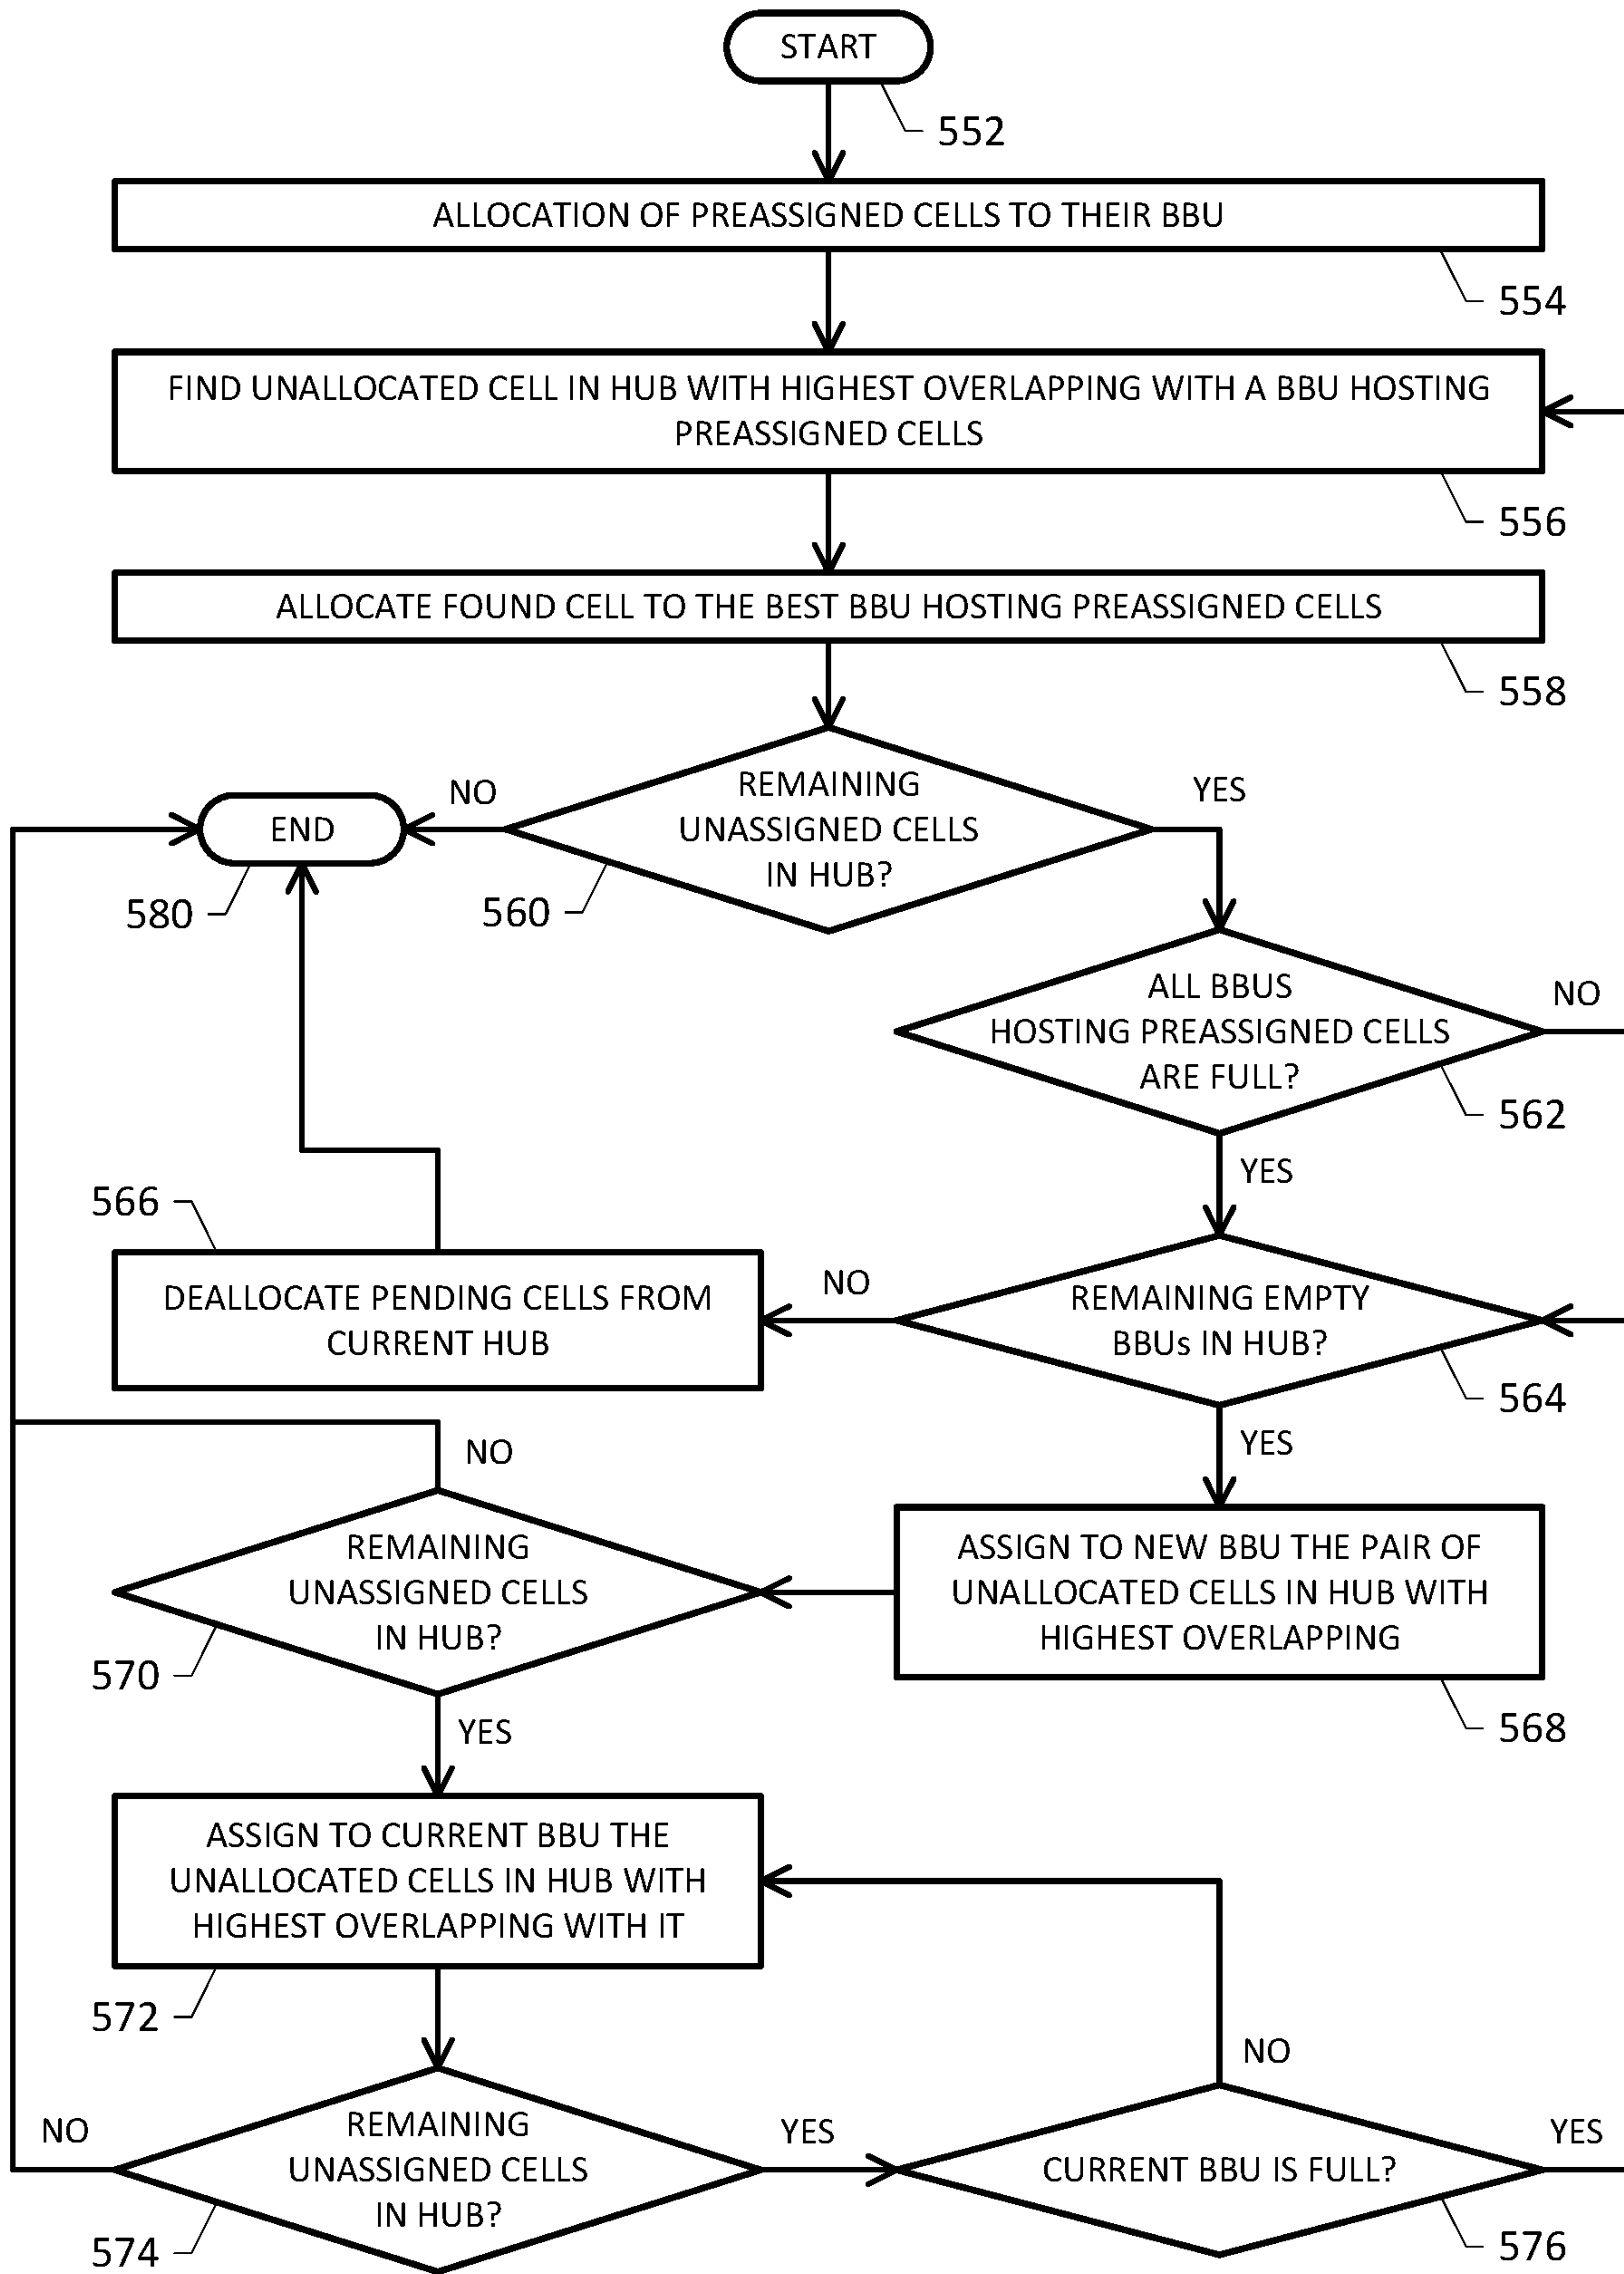 START
552
ALLOCATION OF PREASSIGNED CELLS TO THEIR BBU
554
FIND UNALLOCATED CELL IN HUB WITH HIGHEST OVERLAPPING WITH A BBU HOSTING
PREASSIGNED CELLS
556
ALLOCATE FOUND CELL TO THE BEST BBU HOSTING PREASSIGNED CELLS
558
REMAINING
UNASSIGNED CELLS
IN HUB?
NO
YES
END
580
560
ALL BBUS
HOSTING PREASSIGNED CELLS
ARE FULL?
NO
562
YES
566
DEALLOCATE PENDING CELLS FROM
CURRENT HUB
NO
REMAINING EMPTY
BBUs IN HUB?
564
YES
NO
REMAINING
UNASSIGNED CELLS
IN HUB?
570
ASSIGN TO NEW BBU THE PAIR OF
UNALLOCATED CELLS IN HUB WITH
HIGHEST OVERLAPPING
568
YES
ASSIGN TO CURRENT BBU THE
UNALLOCATED CELLS IN HUB WITH
HIGHEST OVERLAPPING WITH IT
572
NO
NO
REMAINING
UNASSIGNED CELLS
IN HUB?
574
YES
CURRENT BBU IS FULL?
YES
576